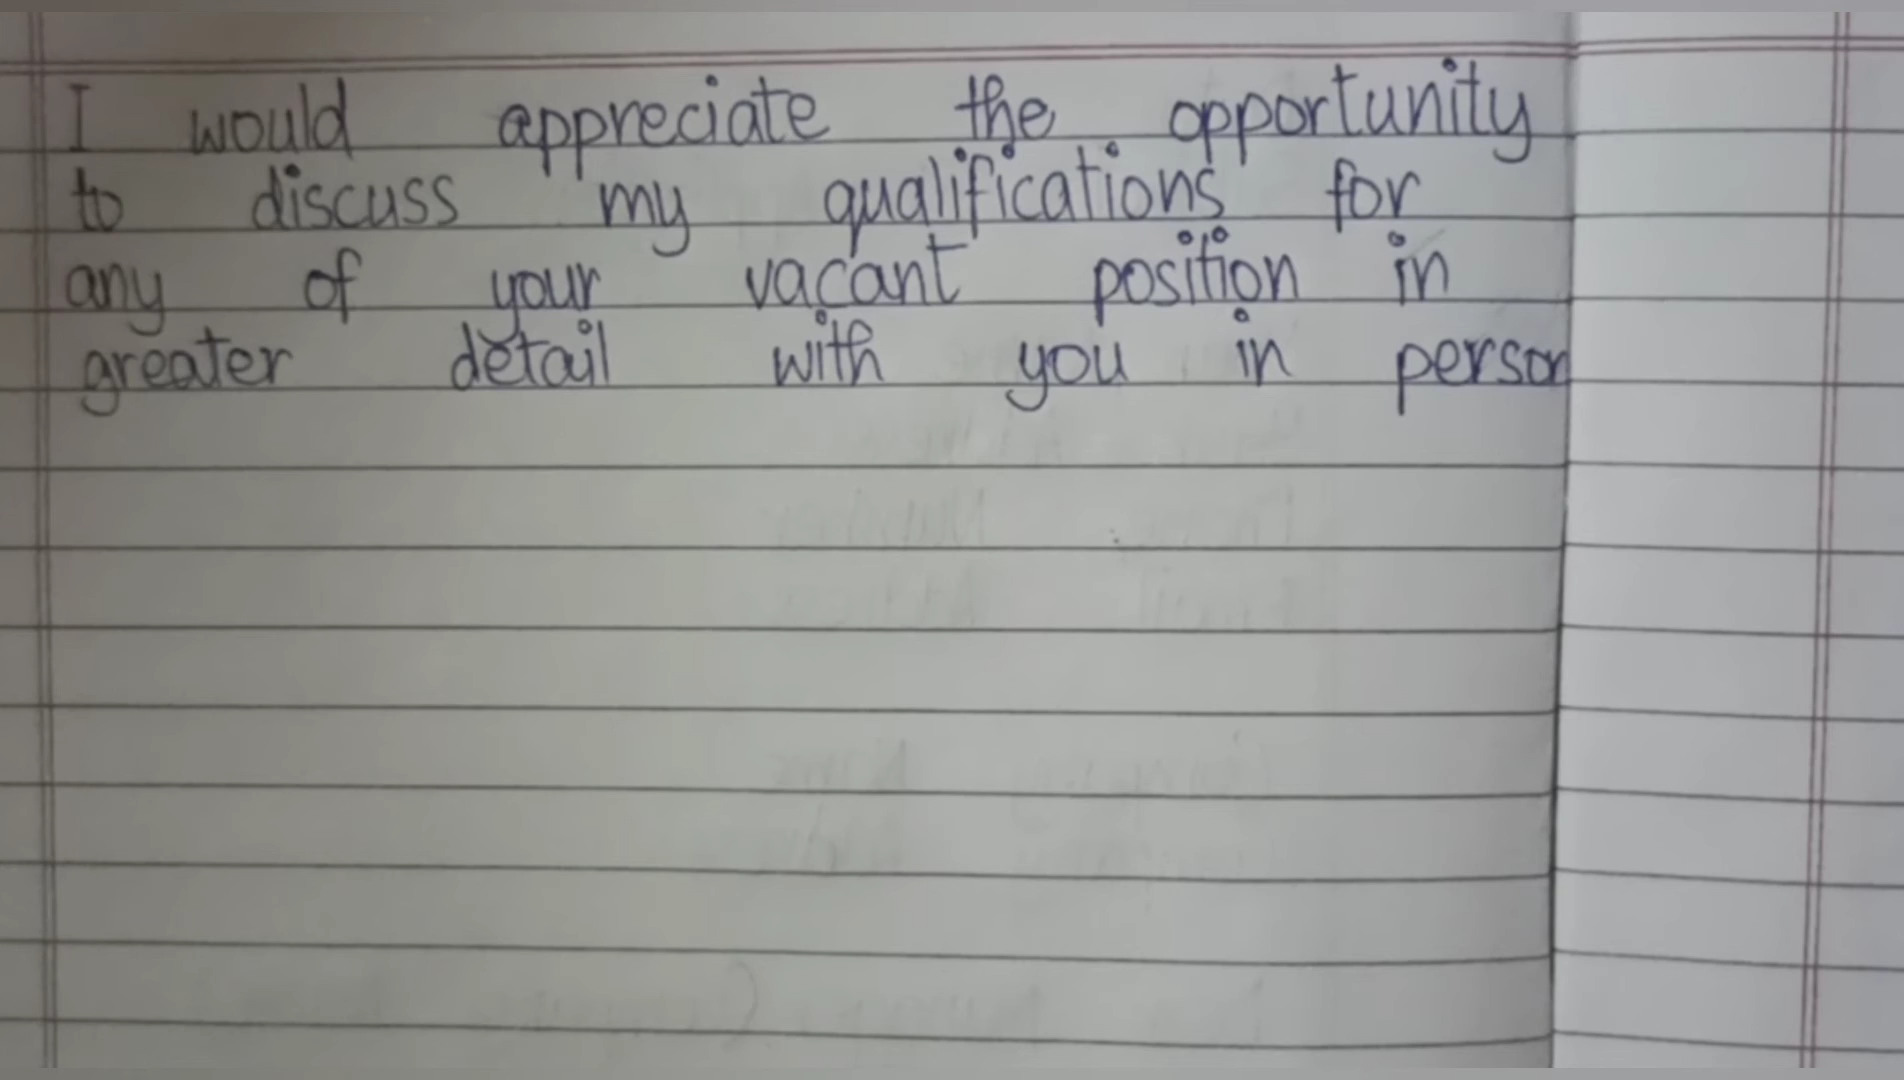 I would appreciate the opportunity
to discuss my qualifications for
any of your vacant position in
greater detail with you in person